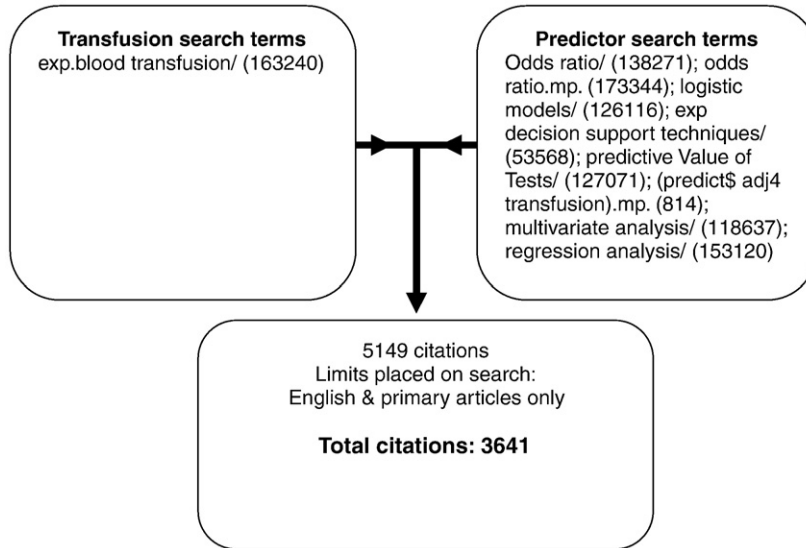 Transfusion search terms
exp.blood transfusion/ (163240)
Predictor search terms
Odds ratio/ (138271); odds
ratio.mp. (173344); logistic
models/ (126116); exp
decision support techniques/
(53568); predictive Value of
Tests/ (127071); (predict$ adj4
transfusion).mp. (814);
multivariate analysis/ (118637);
regression analysis/ (153120)
5149 citations
Limits placed on search:
English & primary articles only
Total citations: 3641